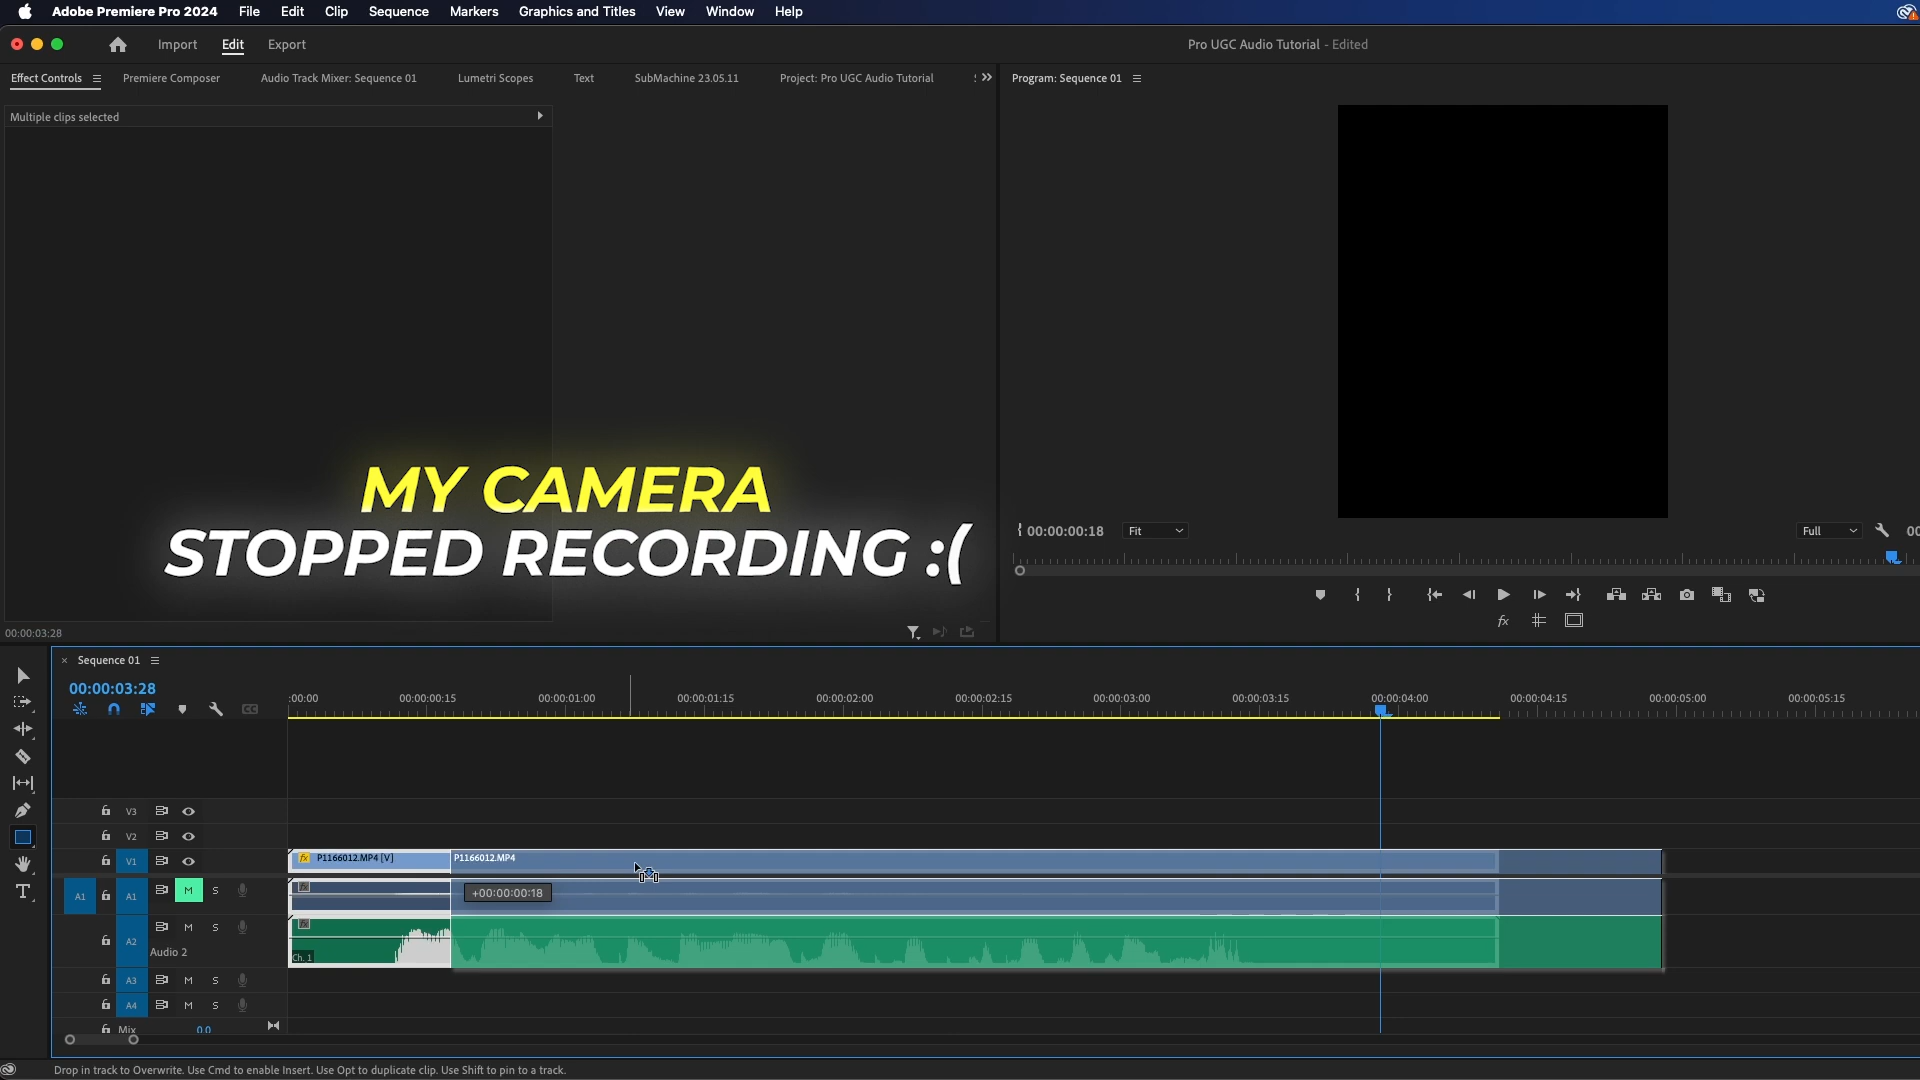 Adobe Premiere Pro 2024 File Edit Clip Sequence Markers Graphics and Titles View Window Help
Import Edit Export
Pro UGC Audio Tutorial - Edited
Effect Controls Premiere Composer Audio Track Mixer: Sequence 01 Lumetri Scopes Text SubMachine 23.05.11 Project: Pro UGC Audio Tutorial
Program: Sequence 01
Multiple clips selected
MY CAMERA
STOPPED RECORDING :(
00:00:00:18 Fit Full 00
00:00:03:28
× Sequence 01
00:00:03:28
:00:00 00:00:00:15 00:00:01:00 00:00:01:15 00:00:02:00 00:00:02:15 00:00:03:00 00:00:03:15 00:00:04:00 00:00:04:15 00:00:05:00 00:00:05:15
V3
V2
V1 fx P1166012.MP4 [V] P1166012.MP4
A1 A1 M S fx +00:00:00:18
A2 M S fx
Audio 2
Ch. 1
A3 M S
A4 M S
Mix 0.0
Drop in track to Overwrite. Use Cmd to enable Insert. Use Opt to duplicate clip. Use Shift to pin to a track.